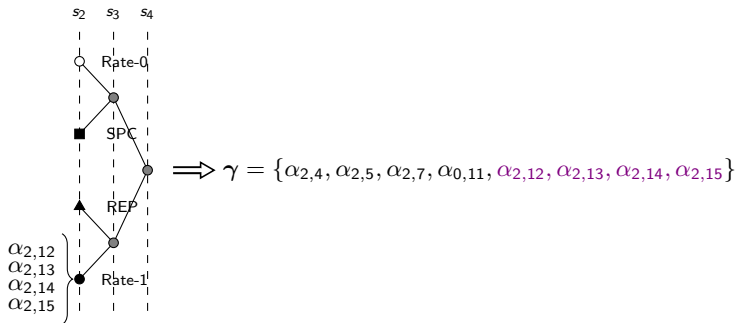 s₂ s₃ s₄
Rate-0
SPC
⟹ γ = {α₂,₄, α₂,₅, α₂,₇, α₀,₁₁, α₂,₁₂, α₂,₁₃, α₂,₁₄, α₂,₁₅}
REP
α₂,₁₂
α₂,₁₃
Rate-1
α₂,₁₄
α₂,₁₅